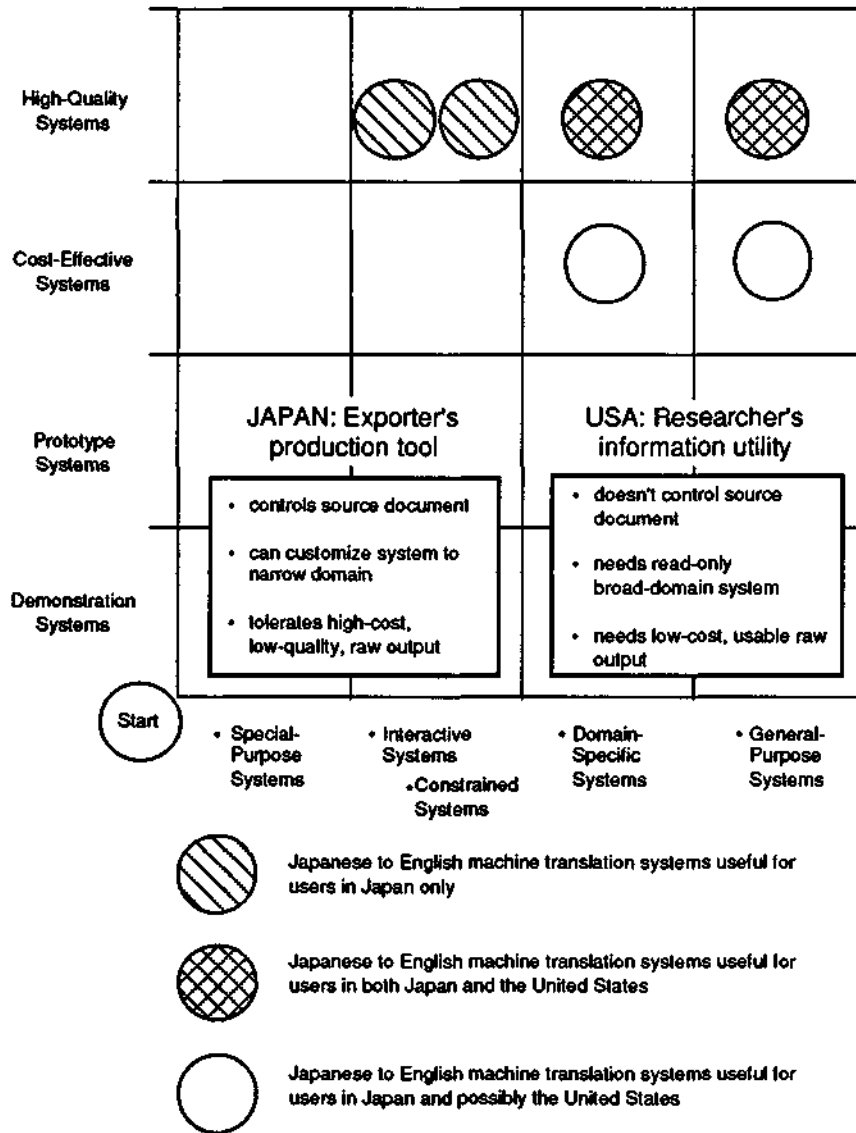 High-Quality
Systems
Cost-Effective
Systems
Prototype
Systems
JAPAN: Exporter's
production tool
USA: Researcher's
information utility
• controls source document
• can customize system to
narrow domain
• tolerates high-cost,
low-quality, raw output
• doesn't control source
document
• needs read-only
broad-domain system
• needs low-cost, usable raw
output
Demonstration
Systems
Start
• Special-
Purpose
Systems
• Interactive
Systems
•Constrained
Systems
• Domain-
Specific
Systems
• General-
Purpose
Systems
Japanese to English machine translation systems useful for
users in Japan only
Japanese to English machine translation systems useful for
users in both Japan and the United States
Japanese to English machine translation systems useful for
users in Japan and possibly the United States